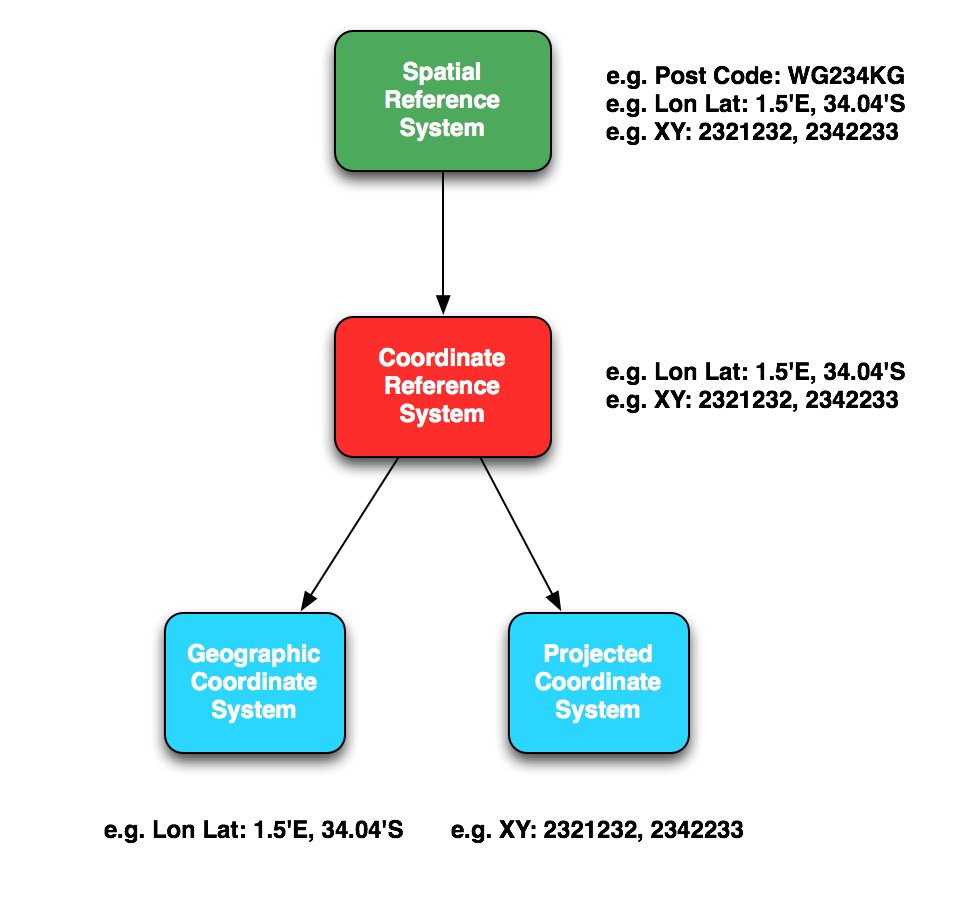 Spatial
Reference
System
e.g. Post Code: WG234KG
e.g. Lon Lat: 1.5'E, 34.04'S
e.g. XY: 2321232, 2342233
Coordinate
Reference
System
e.g. Lon Lat: 1.5'E, 34.04'S
e.g. XY: 2321232, 2342233
Geographic
Coordinate
System
Projected
Coordinate
System
e.g. Lon Lat: 1.5'E, 34.04'S
e.g. XY: 2321232, 2342233